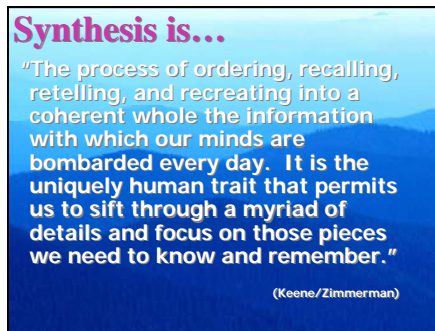 Synthesis is…
"The process of ordering, recalling,
retelling, and recreating into a
coherent whole the information
with which our minds are
bombarded every day.  It is the
uniquely human trait that permits
us to sift through a myriad of
details and focus on those pieces
we need to know and remember."
(Keene/Zimmerman)